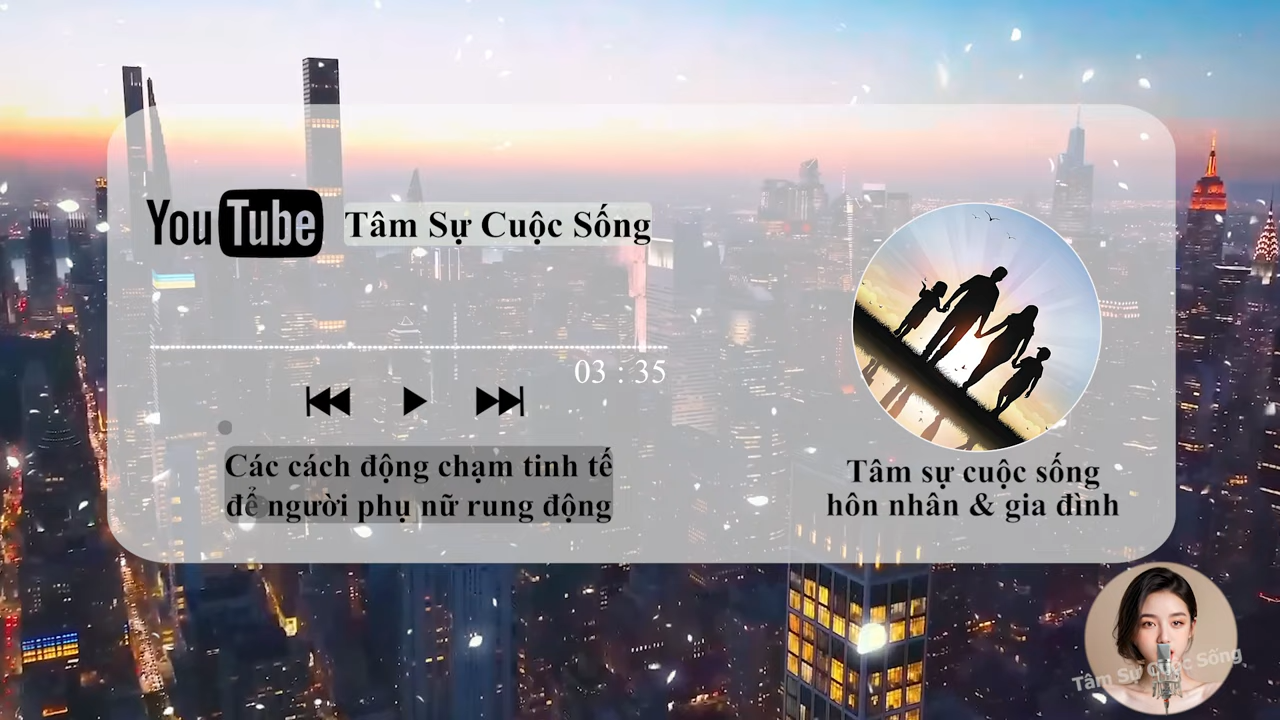 YouTube Tâm Sự Cuộc Sống
03 : 35
Các cách động chạm tinh tế
để người phụ nữ rung động
Tâm sự cuộc sống
hôn nhân & gia đình
Tâm Sự Cuộc Sống